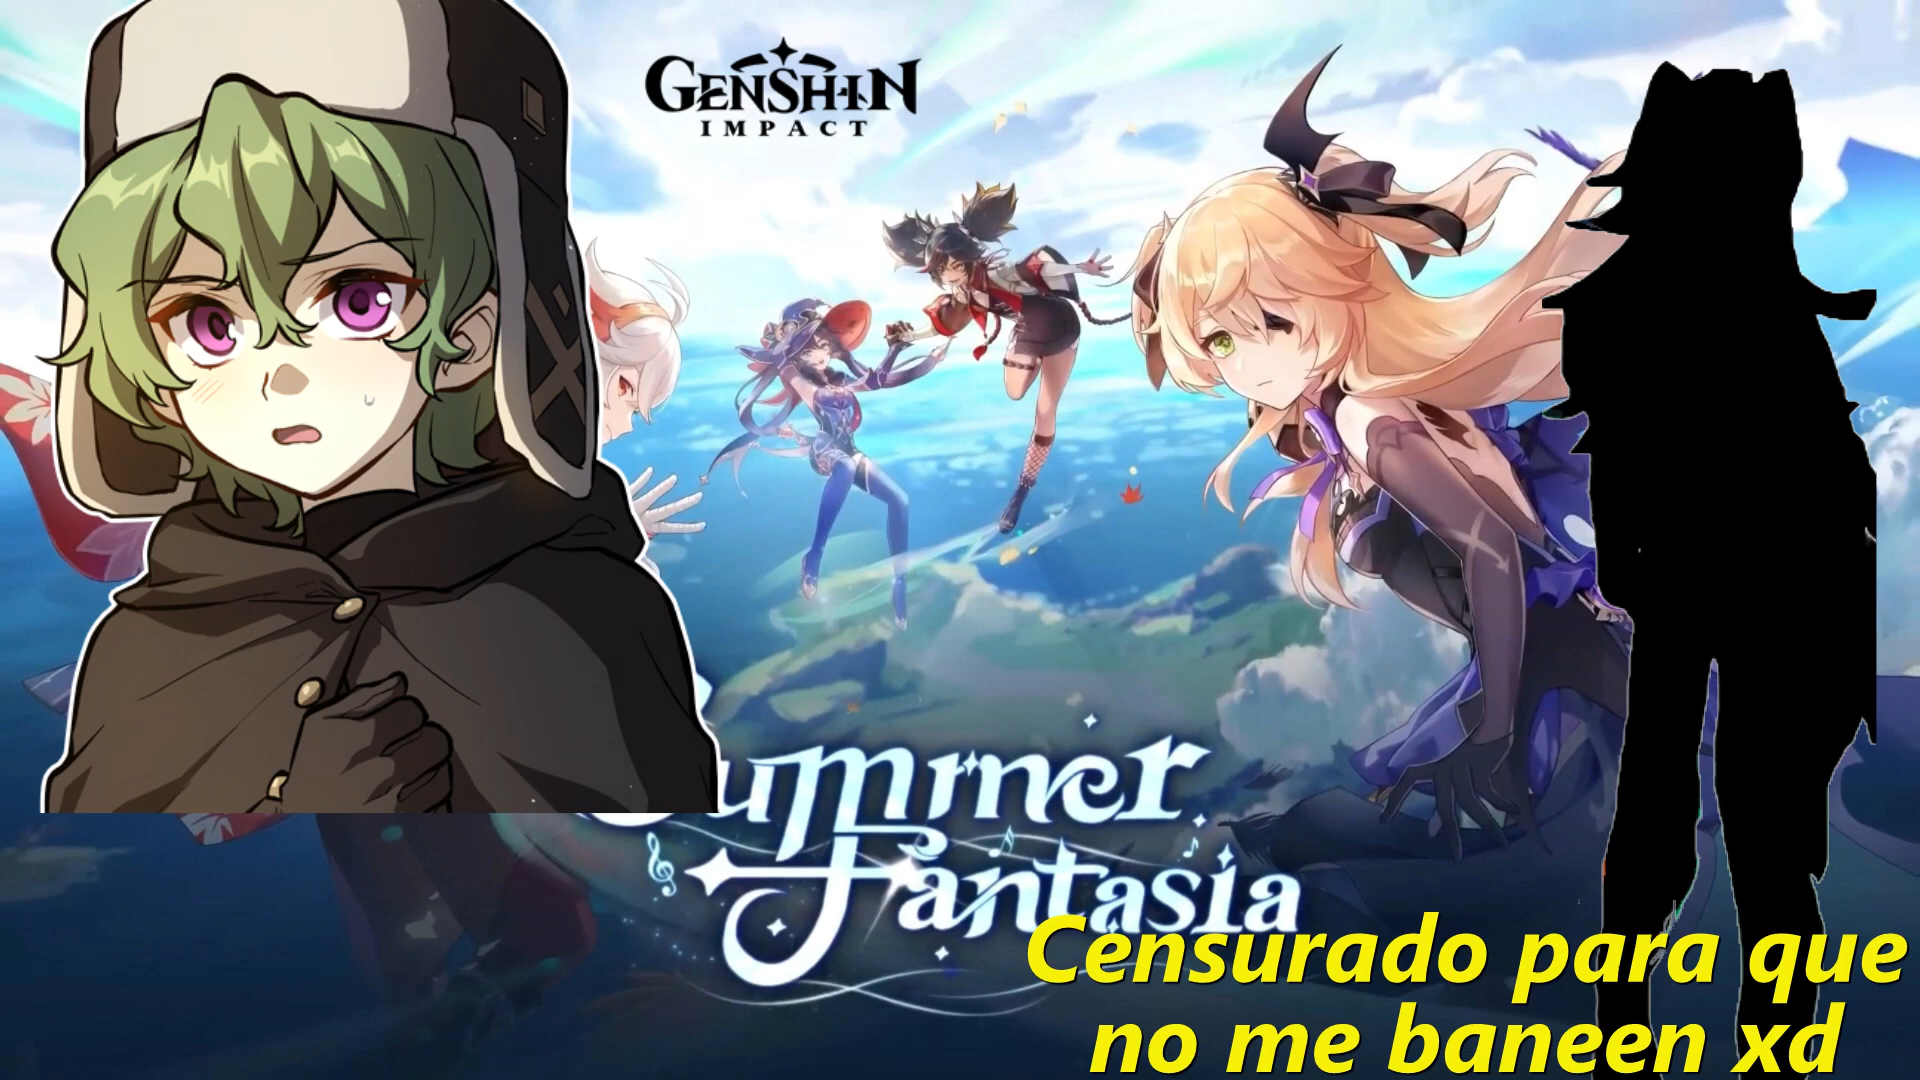 GENSHIN
IMPACT
Summer
Fantasia
Censurado para que
no me baneen xd